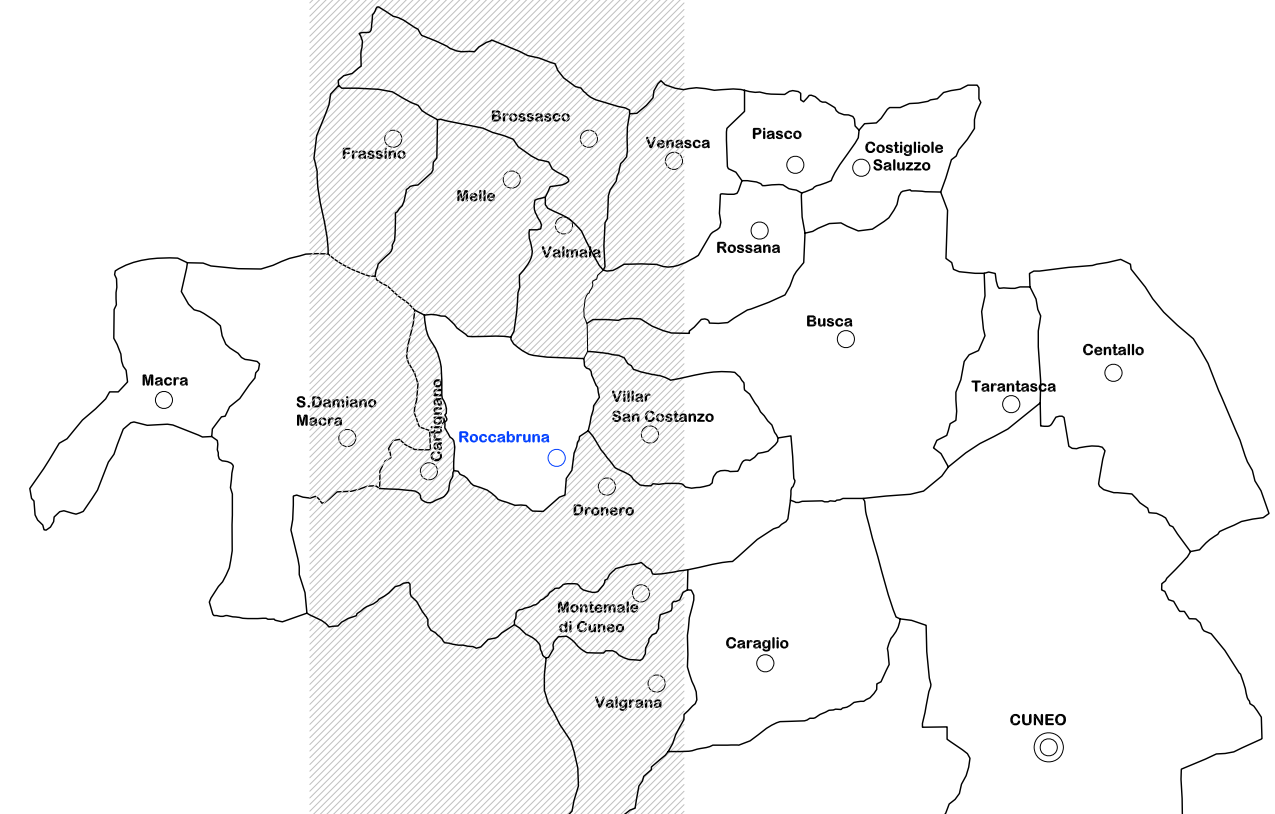 Brossasco
Frassino
Venasca
Piasco
Costigliole
Saluzzo
Melle
Valmala
Rossana
Busca
Centallo
Macra
Tarantasca
S.Damiano
Macra
Cartignano
Villar
San Costanzo
Roccabruna
Dronero
Montemale
di Cuneo
Caraglio
Valgrana
CUNEO